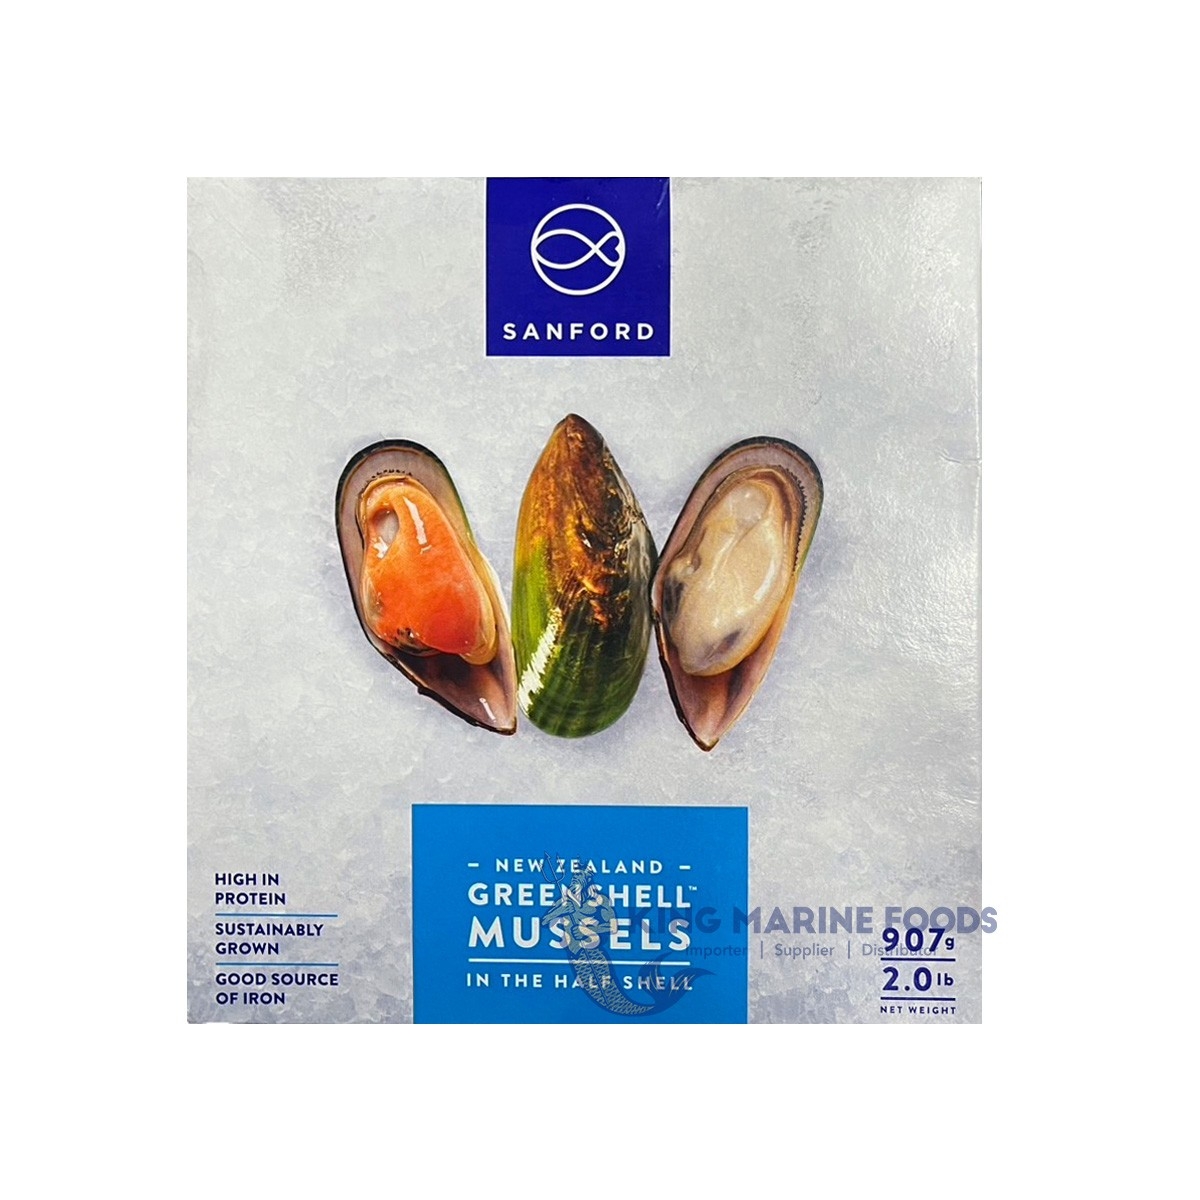 SANFORD
– NEW ZEALAND –
GREENSHELL™
MUSSELS
IN THE HALF SHELL
HIGH IN
PROTEIN
SUSTAINABLY
GROWN
GOOD SOURCE
OF IRON
KING MARINE FOODS
Importer | Supplier | Distributor
907g
2.0lb
NET WEIGHT